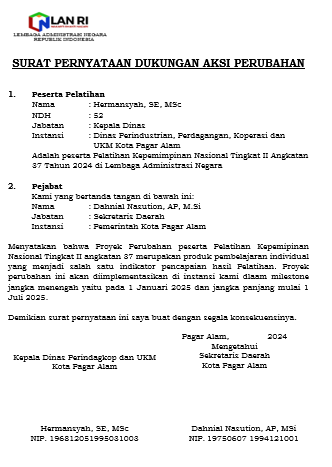 LAN RI
LEMBAGA ADMINISTRASI NEGARA
REPUBLIK INDONESIA
SURAT PERNYATAAN DUKUNGAN AKSI PERUBAHAN
1. Peserta Pelatihan
Nama : Hermansyah, SE, MSc
NDH : 52
Jabatan : Kepala Dinas
Instansi : Dinas Perindustrian, Perdagangan, Koperasi dan
UKM Kota Pagar Alam
Adalah peserta Pelatihan Kepemimpinan Nasional Tingkat II Angkatan
37 Tahun 2024 di Lembaga Administrasi Negara
2. Pejabat
Kami yang bertanda tangan di bawah ini:
Nama : Dahnial Nasution, AP, M.Si
Jabatan : Sekretaris Daerah
Instansi : Pemerintah Kota Pagar Alam
Menyatakan bahwa Proyek Perubahan peserta Pelatihan Kepemipinan
Nasional Tingkat II angkatan 37 merupakan produk pembelajaran individual
yang menjadi salah satu indikator pencapaian hasil Pelatihan. Proyek
perubahan ini akan diimplementasikan di instansi kami dlaam milestone
jangka menengah yaitu pada 1 Januari 2025 dan jangka panjang mulai 1
Juli 2025.
Demikian surat pernyataan ini saya buat dengan segala konsekuensinya.
Pagar Alam, 2024
Mengetahui
Kepala Dinas Perindagkop dan UKM
Kota Pagar Alam
Sekretaris Daerah
Kota Pagar Alam
Hermansyah, SE, MSc
NIP. 196812051995031003
Dahnial Nasution, AP, MSi
NIP. 19750607 1994121001